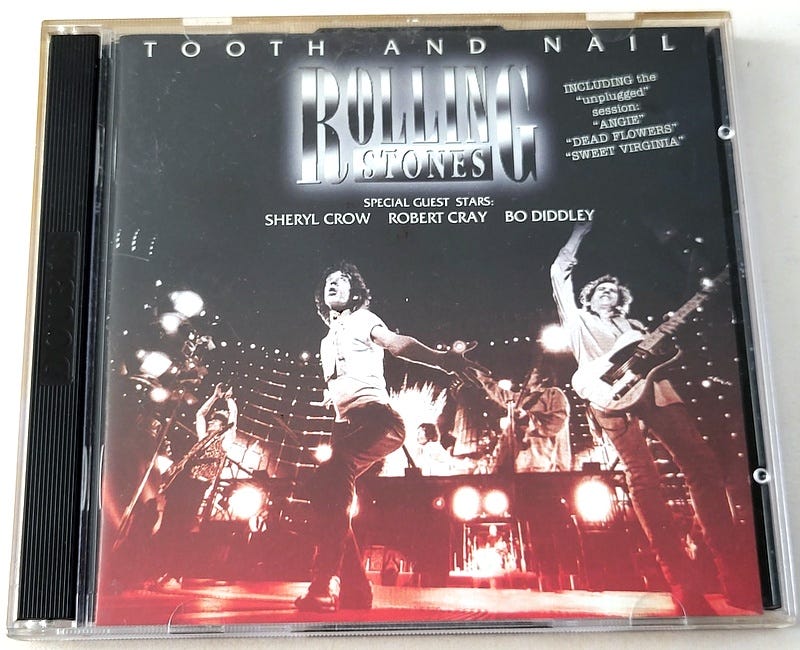 TOOTH AND NAIL
ROLLING
STONES
INCLUDING the
"unplugged"
session:
"ANGIE"
"DEAD FLOWERS"
"SWEET VIRGINIA"
SPECIAL GUEST STARS:
SHERYL CROW ROBERT CRAY BO DIDDLEY